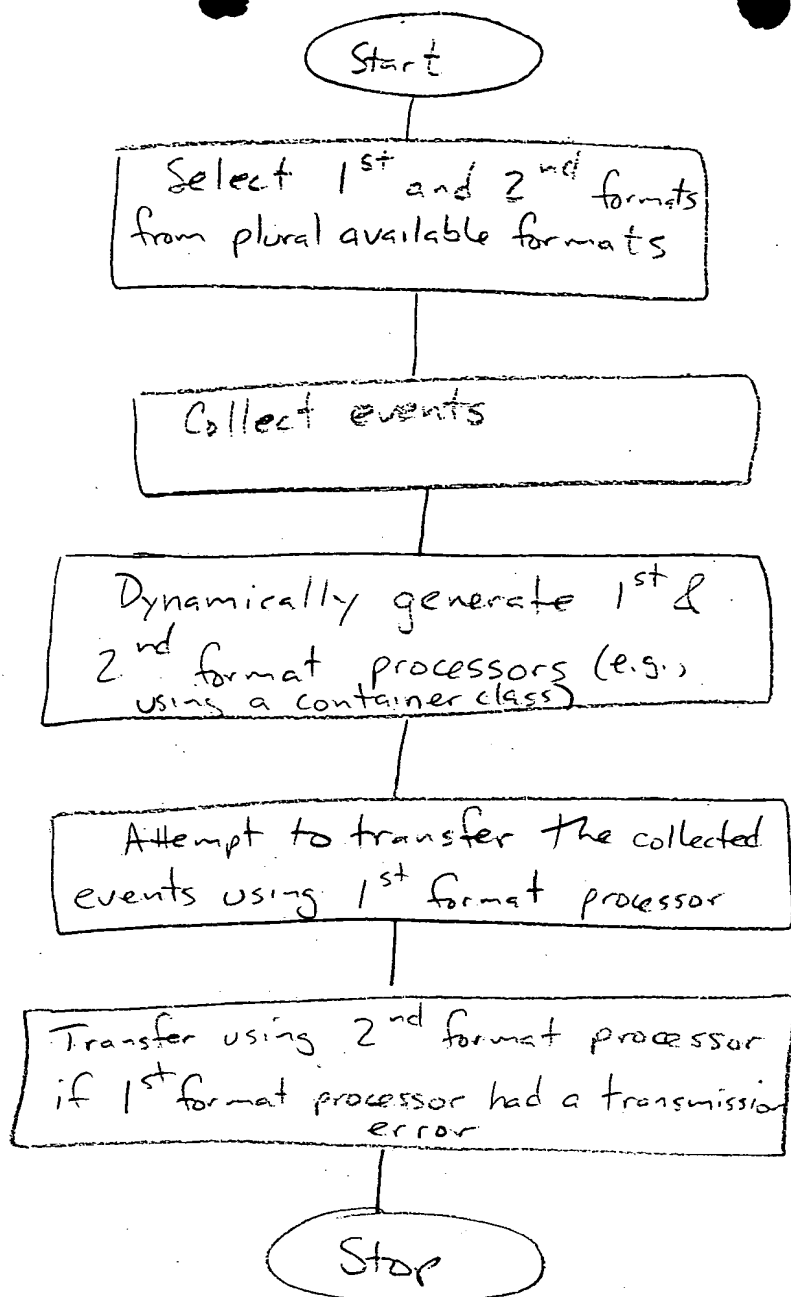 Start
Select 1st and 2nd formats
from plural available formats
Collect events
Dynamically generate 1st &
2nd format processors (e.g.,
using a container class)
Attempt to transfer the collected
events using 1st format processor
Transfer using 2nd format processor
if 1st format processor had a transmission
error
Stop